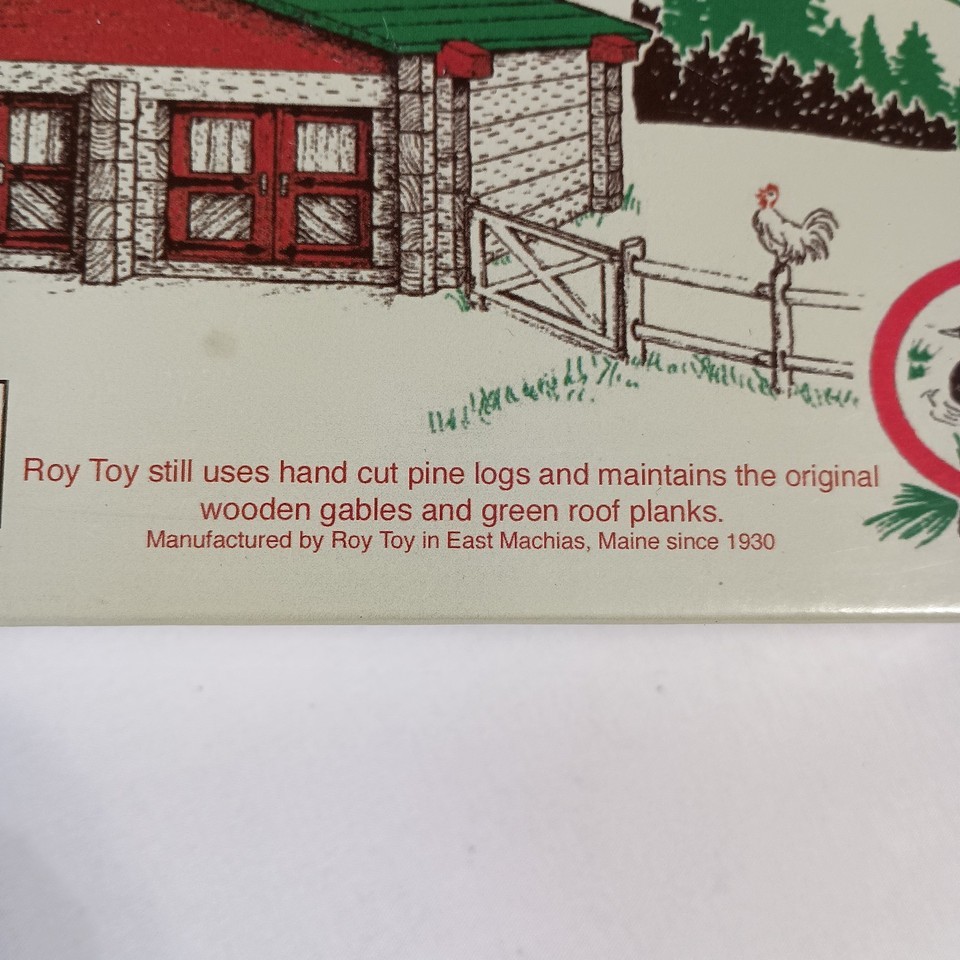 Roy Toy still uses hand cut pine logs and maintains the original
wooden gables and green roof planks.
Manufactured by Roy Toy in East Machias, Maine since 1930